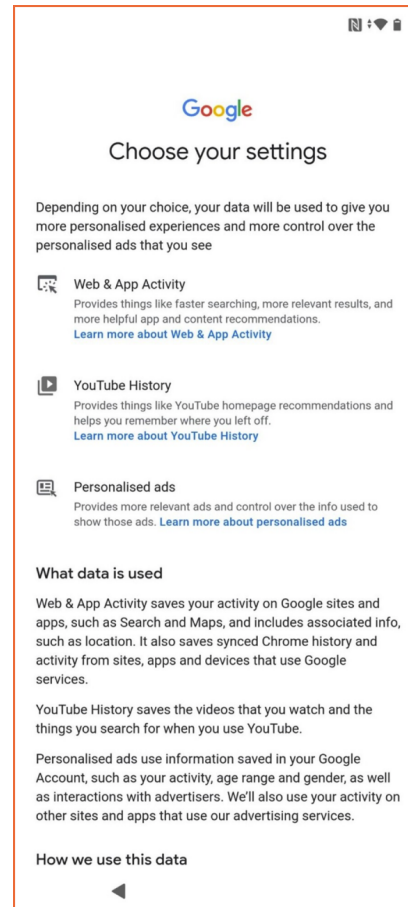 Google
Choose your settings
Depending on your choice, your data will be used to give you
more personalised experiences and more control over the
personalised ads that you see
Web & App Activity
Provides things like faster searching, more relevant results, and
more helpful app and content recommendations.
Learn more about Web & App Activity
YouTube History
Provides things like YouTube homepage recommendations and
helps you remember where you left off.
Learn more about YouTube History
Personalised ads
Provides more relevant ads and control over the info used to
show those ads. Learn more about personalised ads
What data is used
Web & App Activity saves your activity on Google sites and
apps, such as Search and Maps, and includes associated info,
such as location. It also saves synced Chrome history and
activity from sites, apps and devices that use Google
services.
YouTube History saves the videos that you watch and the
things you search for when you use YouTube.
Personalised ads use information saved in your Google
Account, such as your activity, age range and gender, as well
as interactions with advertisers. We’ll also use your activity on
other sites and apps that use our advertising services.
How we use this data